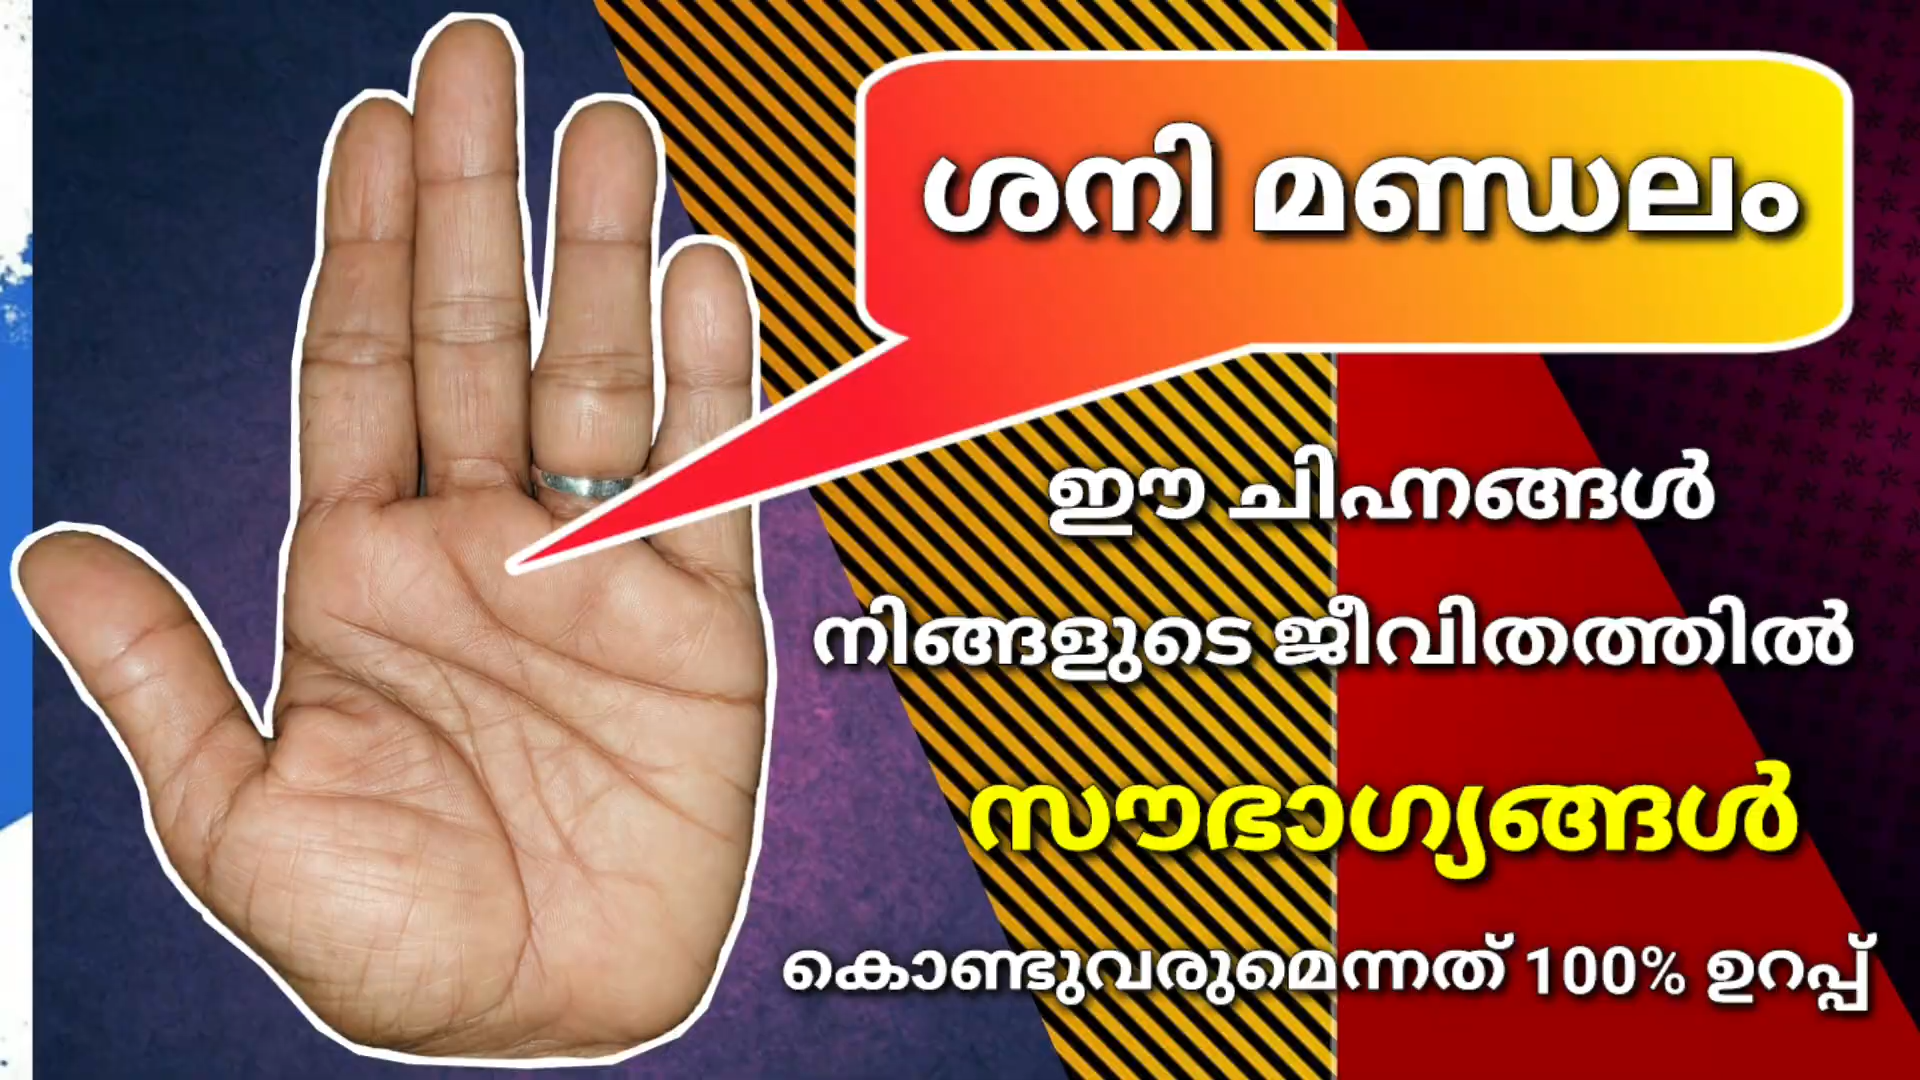 ശനി മണ്ഡലം
ഈ ചിഹ്നങ്ങൾ
നിങ്ങളുടെ ജീവിതത്തിൽ
സൗഭാഗ്യങ്ങൾ
കൊണ്ടുവരുമെന്നത് 100% ഉറപ്പ്